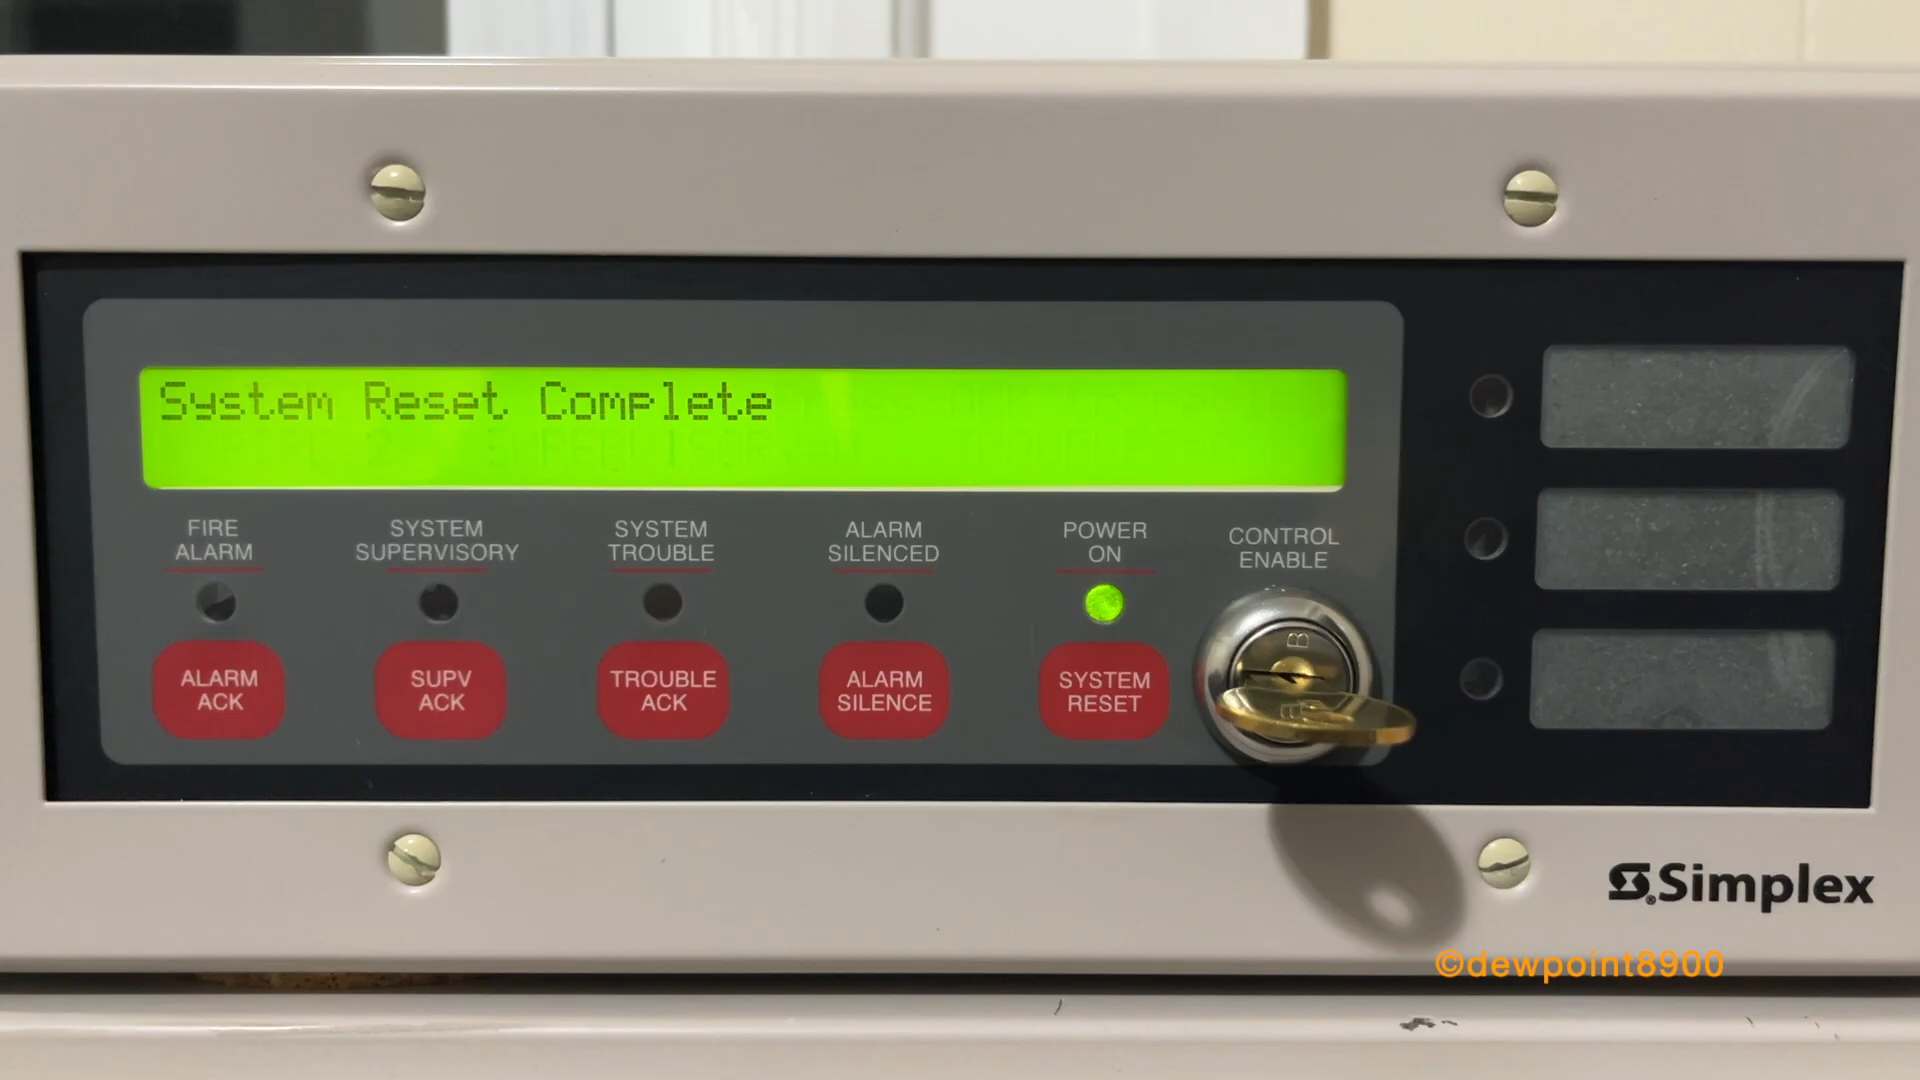 System Reset Complete
FIRE
ALARM
SYSTEM
SUPERVISORY
SYSTEM
TROUBLE
ALARM
SILENCED
POWER
ON
CONTROL
ENABLE
ALARM
ACK
SUPV
ACK
TROUBLE
ACK
ALARM
SILENCE
SYSTEM
RESET
B
Simplex
©dewpoint8900